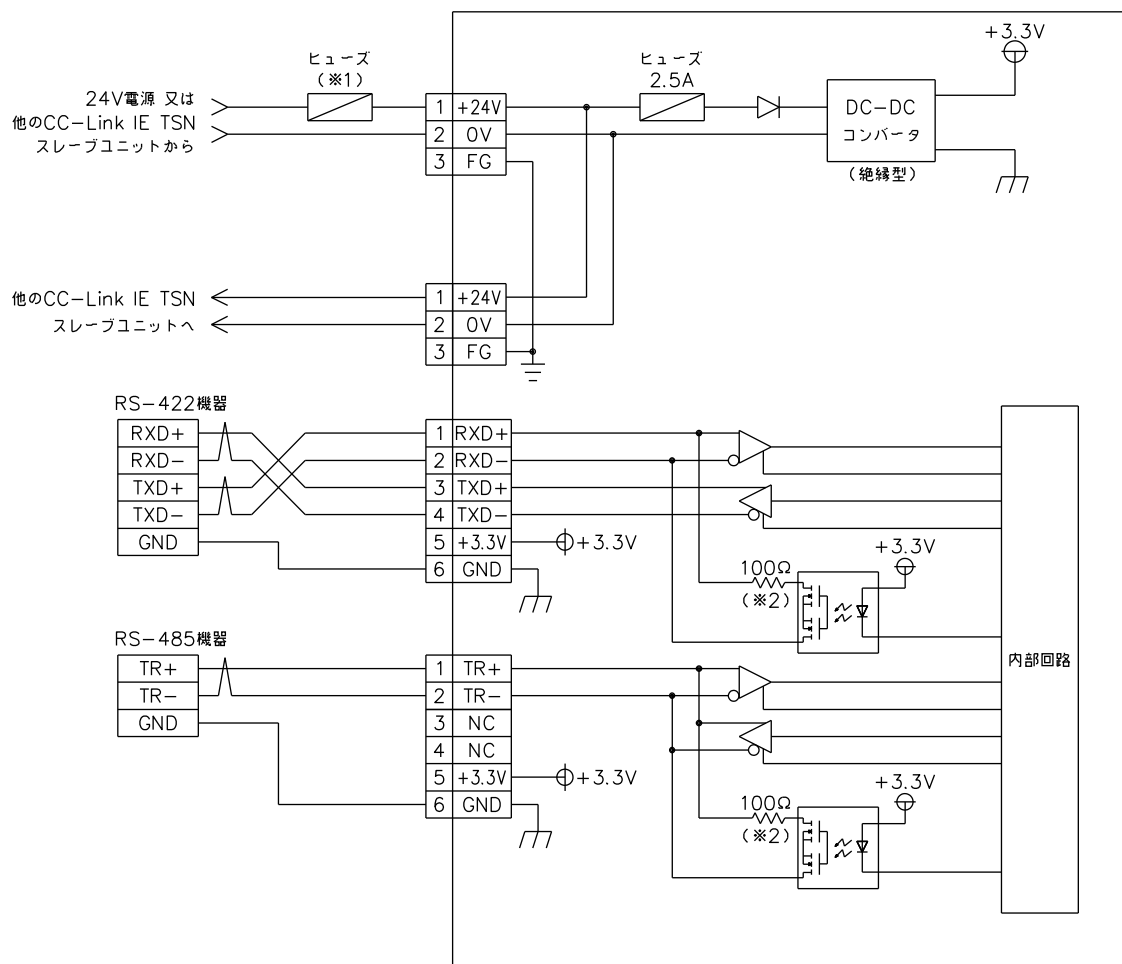 +3.3V
ヒューズ
(※1)
ヒューズ
2.5A
24V電源 又は
他のCC-Link IE TSN
スレーブユニットから
1 +24V
2 0V
3 FG
DC-DC
コンバータ
(絶縁型)
他のCC-Link IE TSN
スレーブユニットへ
1 +24V
2 0V
3 FG
RS-422機器
RXD+
RXD-
TXD+
TXD-
GND
1 RXD+
2 RXD-
3 TXD+
4 TXD-
5 +3.3V
6 GND
+3.3V
100Ω
(※2)
+3.3V
RS-485機器
TR+
TR-
GND
1 TR+
2 TR-
3 NC
4 NC
5 +3.3V
6 GND
+3.3V
100Ω
(※2)
+3.3V
内部回路